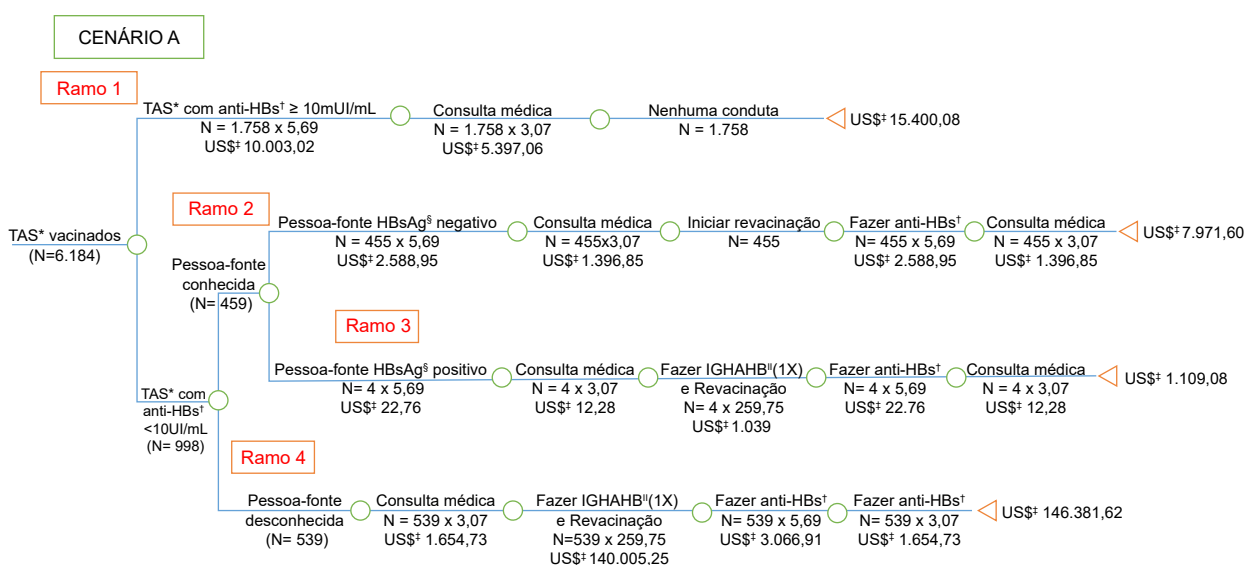 CENÁRIO A
Ramo 1
TAS* com anti-HBs† ≥ 10mUI/mL
N = 1.758 x 5,69
US$‡ 10.003,02
Consulta médica
N = 1.758 x 3,07
US$‡ 5.397,06
Nenhuma conduta
N = 1.758
US$‡ 15.400,08
TAS* vacinados
(N=6.184)
Ramo 2
Pessoa-fonte
conhecida
(N= 459)
Pessoa-fonte HBsAg§ negativo
N = 455 x 5,69
US$‡ 2.588,95
Consulta médica
N = 455x3,07
US$‡ 1.396,85
Iniciar revacinação
N= 455
Fazer anti-HBs†
N= 455 x 5,69
US$‡ 2.588,95
Consulta médica
N = 455 x 3,07
US$‡ 1.396,85
US$‡ 7.971,60
Ramo 3
Pessoa-fonte HBsAg§ positivo
N= 4 x 5,69
US$‡ 22,76
Consulta médica
N = 4 x 3,07
US$‡ 12,28
Fazer IGHAHB||(1X)
e Revacinação
N= 4 x 259,75
US$‡ 1.039
Fazer anti-HBs†
N= 4 x 5,69
US$‡ 22.76
Consulta médica
N = 4 x 3,07
US$‡ 12,28
US$‡ 1.109,08
TAS* com
anti-HBs†
<10UI/mL
(N= 998)
Ramo 4
Pessoa-fonte
desconhecida
(N= 539)
Consulta médica
N = 539 x 3,07
US$‡ 1.654,73
Fazer IGHAHB||(1X)
e Revacinação
N=539 x 259,75
US$‡ 140.005,25
Fazer anti-HBs†
N= 539 x 5,69
US$‡ 3.066,91
Fazer anti-HBs†
N= 539 x 3,07
US$‡ 1.654,73
US$‡ 146.381,62